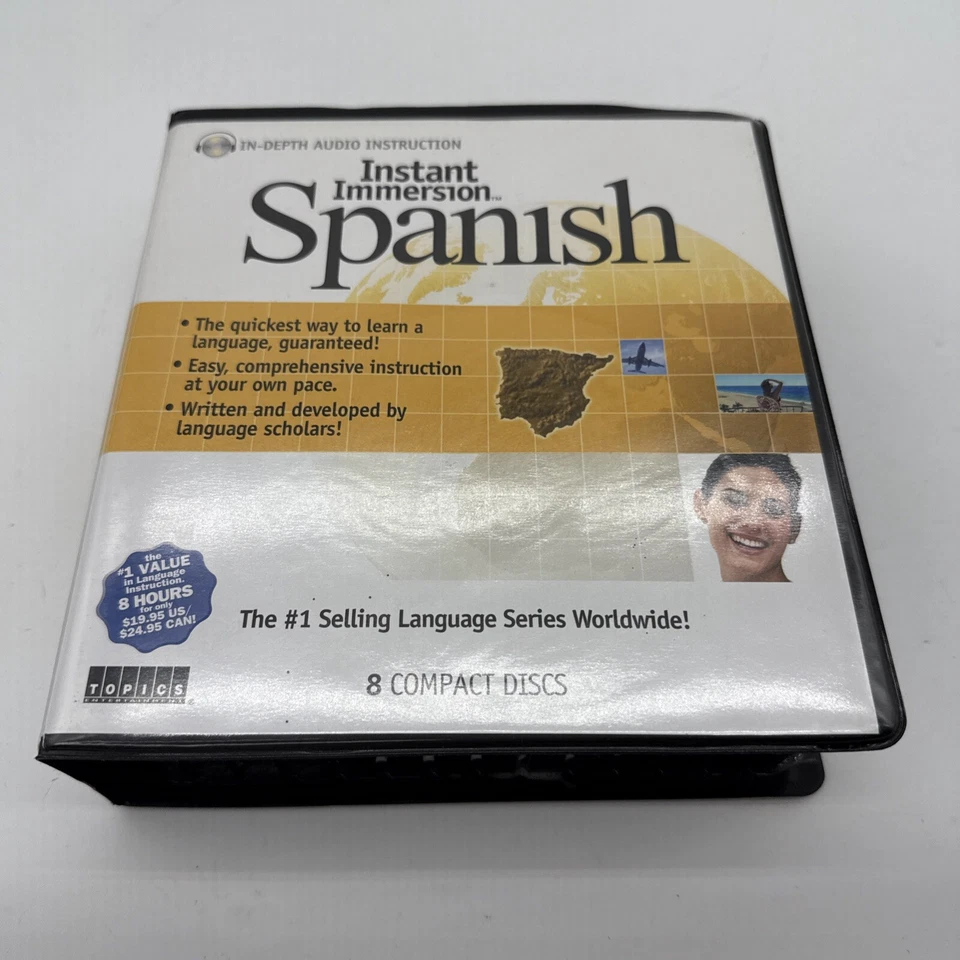 IN-DEPTH AUDIO INSTRUCTION
Instant
Immersion™
Spanish
• The quickest way to learn a
language, guaranteed!
• Easy, comprehensive instruction
at your own pace.
• Written and developed by
language scholars!
the
#1 VALUE
in Language
Instruction.
8 HOURS
for only
$19.95 US/
$24.95 CAN!
The #1 Selling Language Series Worldwide!
TOPICS
ENTERTAINMENT®
8 COMPACT DISCS